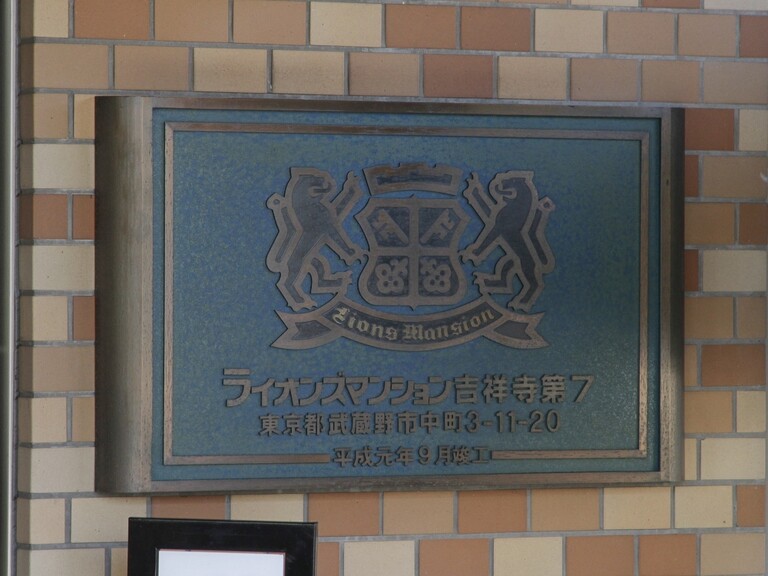 Lions Mansion
ライオンズマンション吉祥寺第7
東京都武蔵野市中町3-11-20
平成元年9月竣工